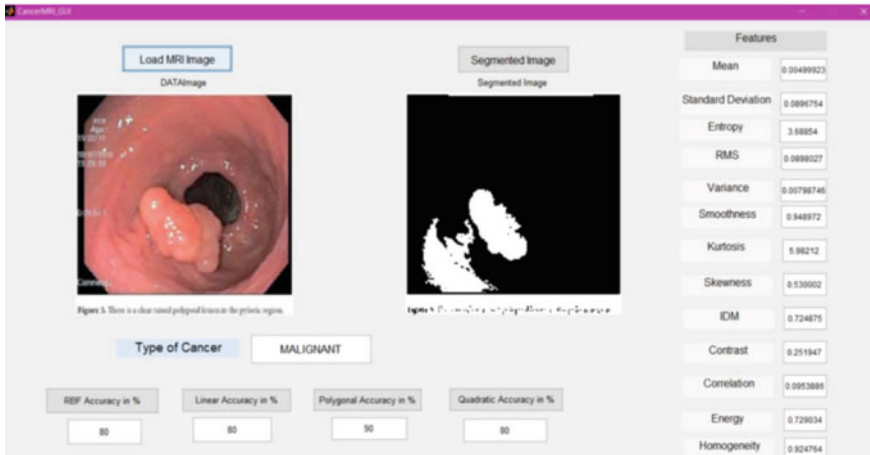 CancerMRI_GUI
Load MRI Image
DATAImage
Segmented Image
Segmented Image
Figure 3. There is a clear raised polypoid lesion in the pyloric region.
Type of Cancer
MALIGNANT
RBF Accuracy in %
80
Linear Accuracy in %
80
Polygonal Accuracy in %
90
Quadratic Accuracy in %
80
Features
Mean
0.00499923
Standard Deviation
0.0896754
Entropy
3.68854
RMS
0.0898027
Variance
0.00798746
Smoothness
0.948972
Kurtosis
5.98212
Skewness
0.530002
IDM
0.724875
Contrast
0.251947
Correlation
0.0953886
Energy
0.729034
Homogeneity
0.924764